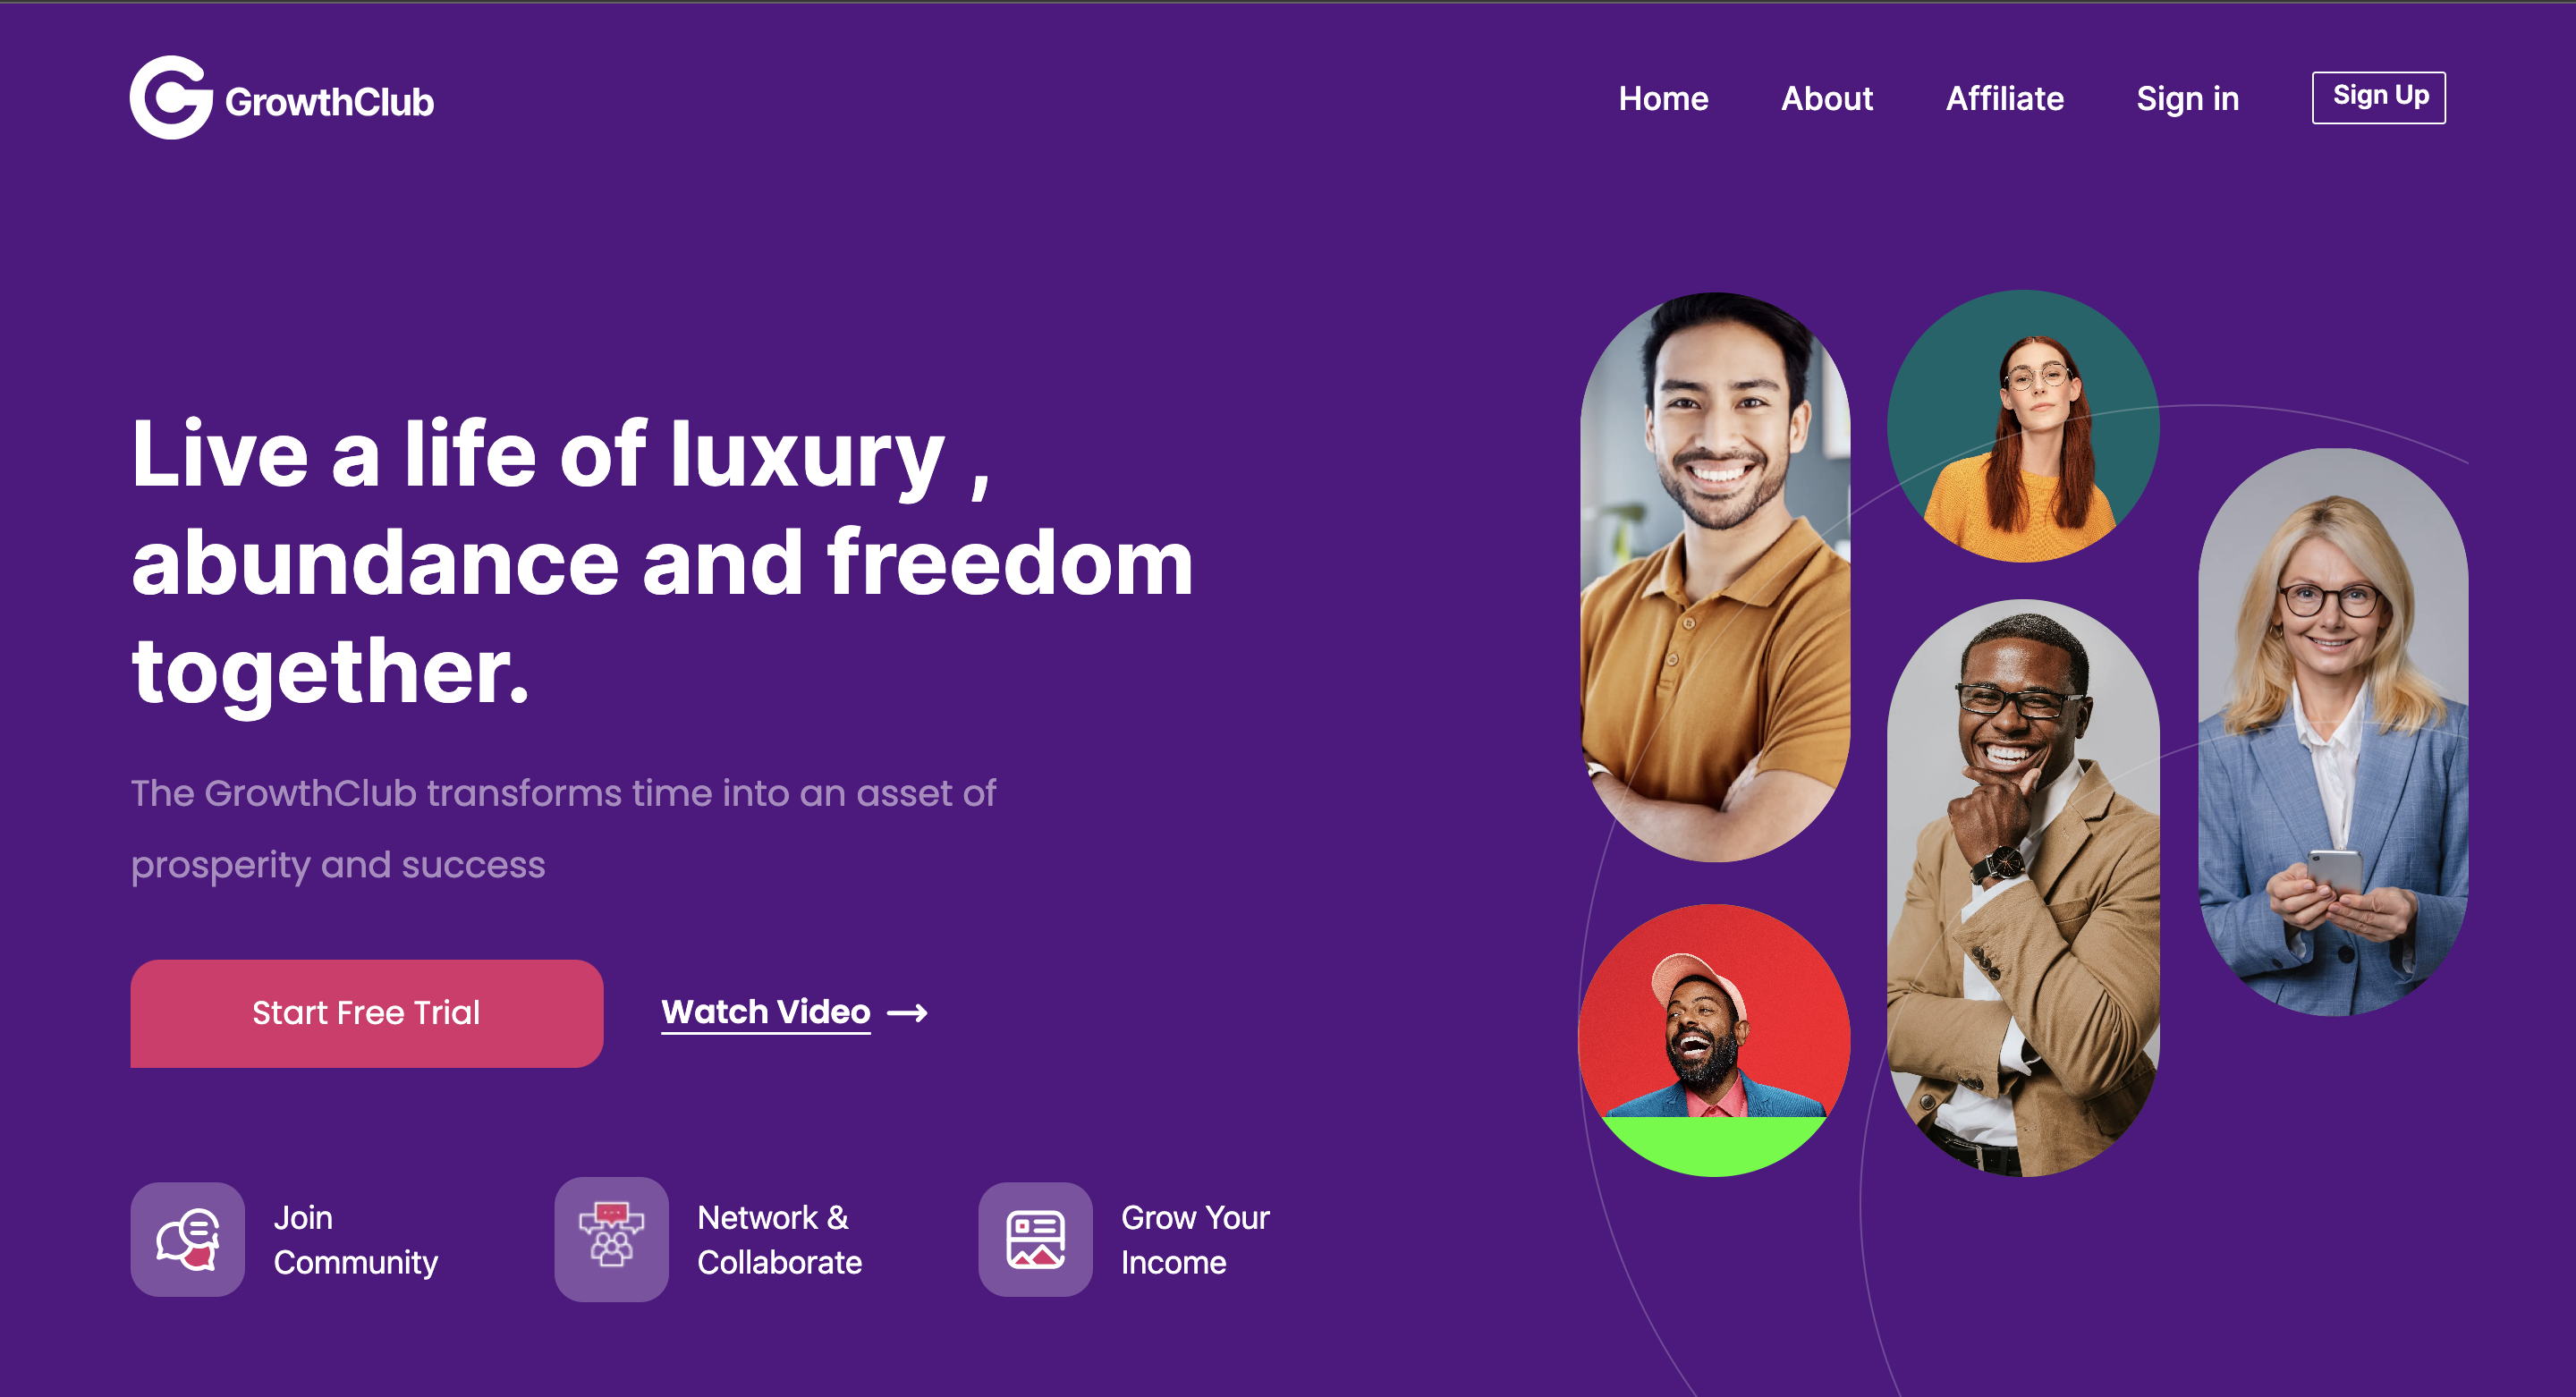 GrowthClub
Home
About
Affiliate
Sign in
Sign Up
Live a life of luxury ,
abundance and freedom
together.
The GrowthClub transforms time into an asset of
prosperity and success
Start Free Trial
Watch Video
Join
Community
Network &
Collaborate
Grow Your
Income